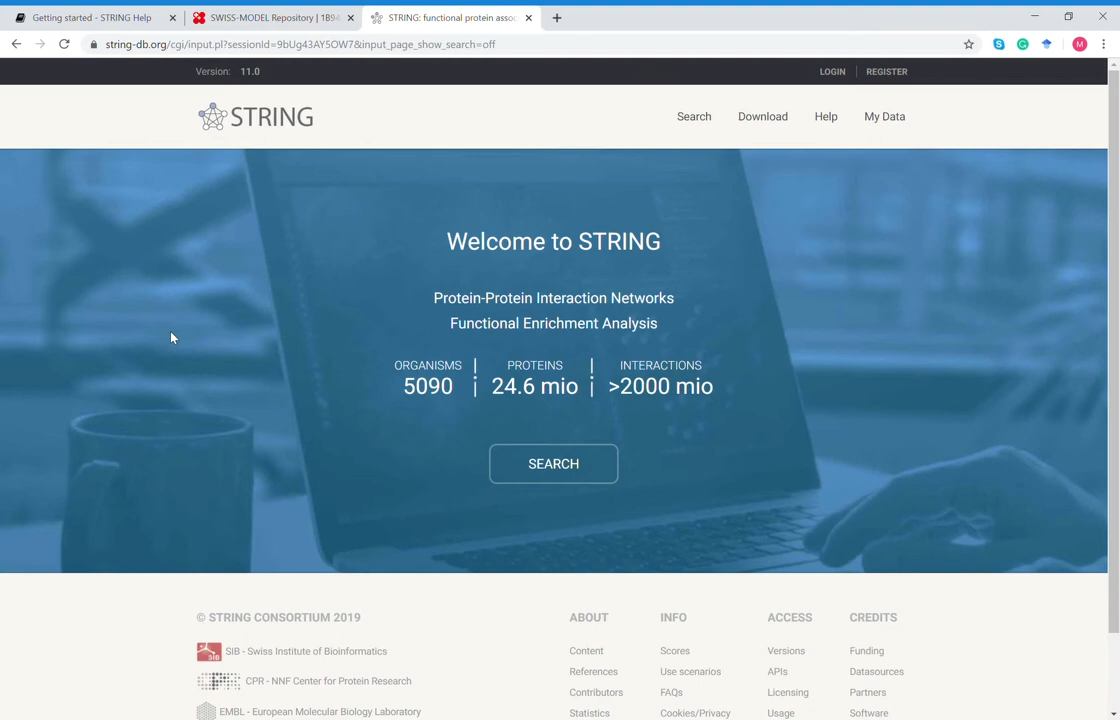 Getting started - STRING Help
SWISS-MODEL Repository | 1B94
STRING: functional protein assoc
string-db.org/cgi/input.pl?sessionId=9bUg43AY5OW7&input_page_show_search=off
M
Version: 11.0
LOGIN | REGISTER
STRING
Search Download Help My Data
Welcome to STRING
Protein-Protein Interaction Networks
Functional Enrichment Analysis
ORGANISMS PROTEINS INTERACTIONS
5090 24.6 mio >2000 mio
SEARCH
© STRING CONSORTIUM 2019 ABOUT INFO ACCESS CREDITS
SIB SIB - Swiss Institute of Bioinformatics Content Scores Versions Funding
References Use scenarios APIs Datasources
CPR - NNF Center for Protein Research
Contributors FAQs Licensing Partners
EMBL - European Molecular Biology Laboratory Statistics Cookies/Privacy Usage Software